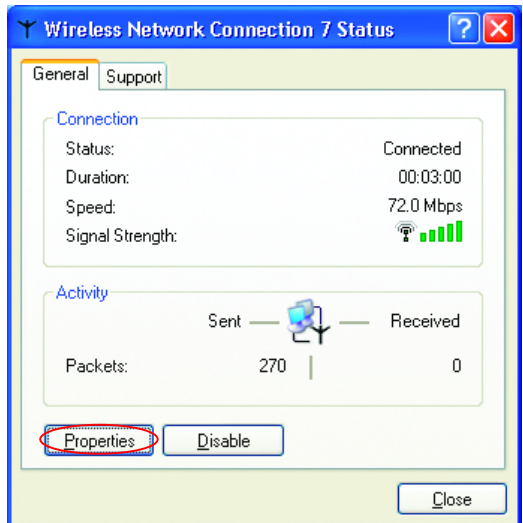 Wireless Network Connection 7 Status
General Support
Connection
Status: Connected
Duration: 00:03:00
Speed: 72.0 Mbps
Signal Strength:
Activity
Sent Received
Packets: 270 0
Properties Disable
Close